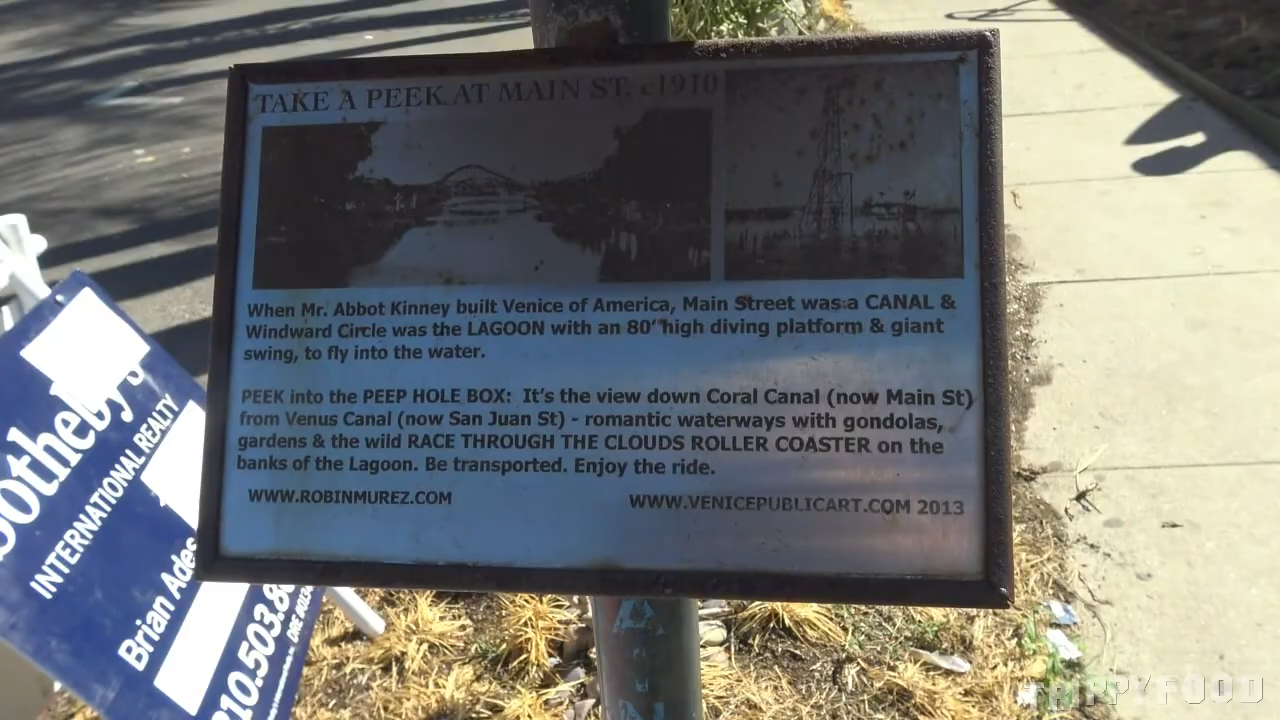 TAKE A PEEK AT MAIN ST. c1910
When Mr. Abbot Kinney built Venice of America, Main Street was a CANAL &
Windward Circle was the LAGOON with an 80' high diving platform & giant
swing, to fly into the water.
PEEK into the PEEP HOLE BOX: It's the view down Coral Canal (now Main St)
from Venus Canal (now San Juan St) - romantic waterways with gondolas,
gardens & the wild RACE THROUGH THE CLOUDS ROLLER COASTER on the
banks of the Lagoon. Be transported. Enjoy the ride.
WWW.ROBINMUREZ.COM WWW.VENICEPUBLICART.COM 2013
otheby's
INTERNATIONAL REALTY
Brian Ades
10.503.8
TRIPPYFOOD